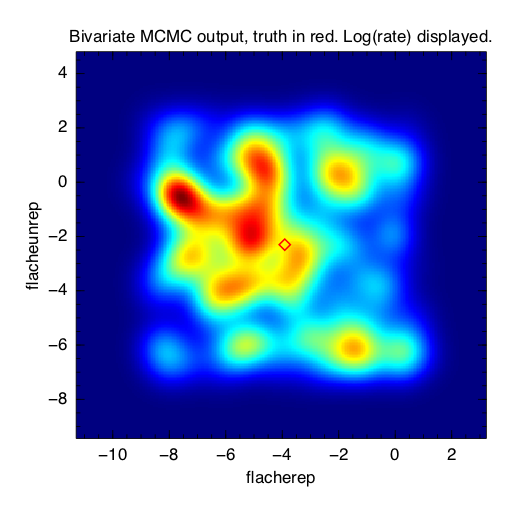 Bivariate MCMC output, truth in red. Log(rate) displayed.
4
2
0
−2
−4
−6
−8
flacheunrep
−10 −8 −6 −4 −2 0 2
flacherep